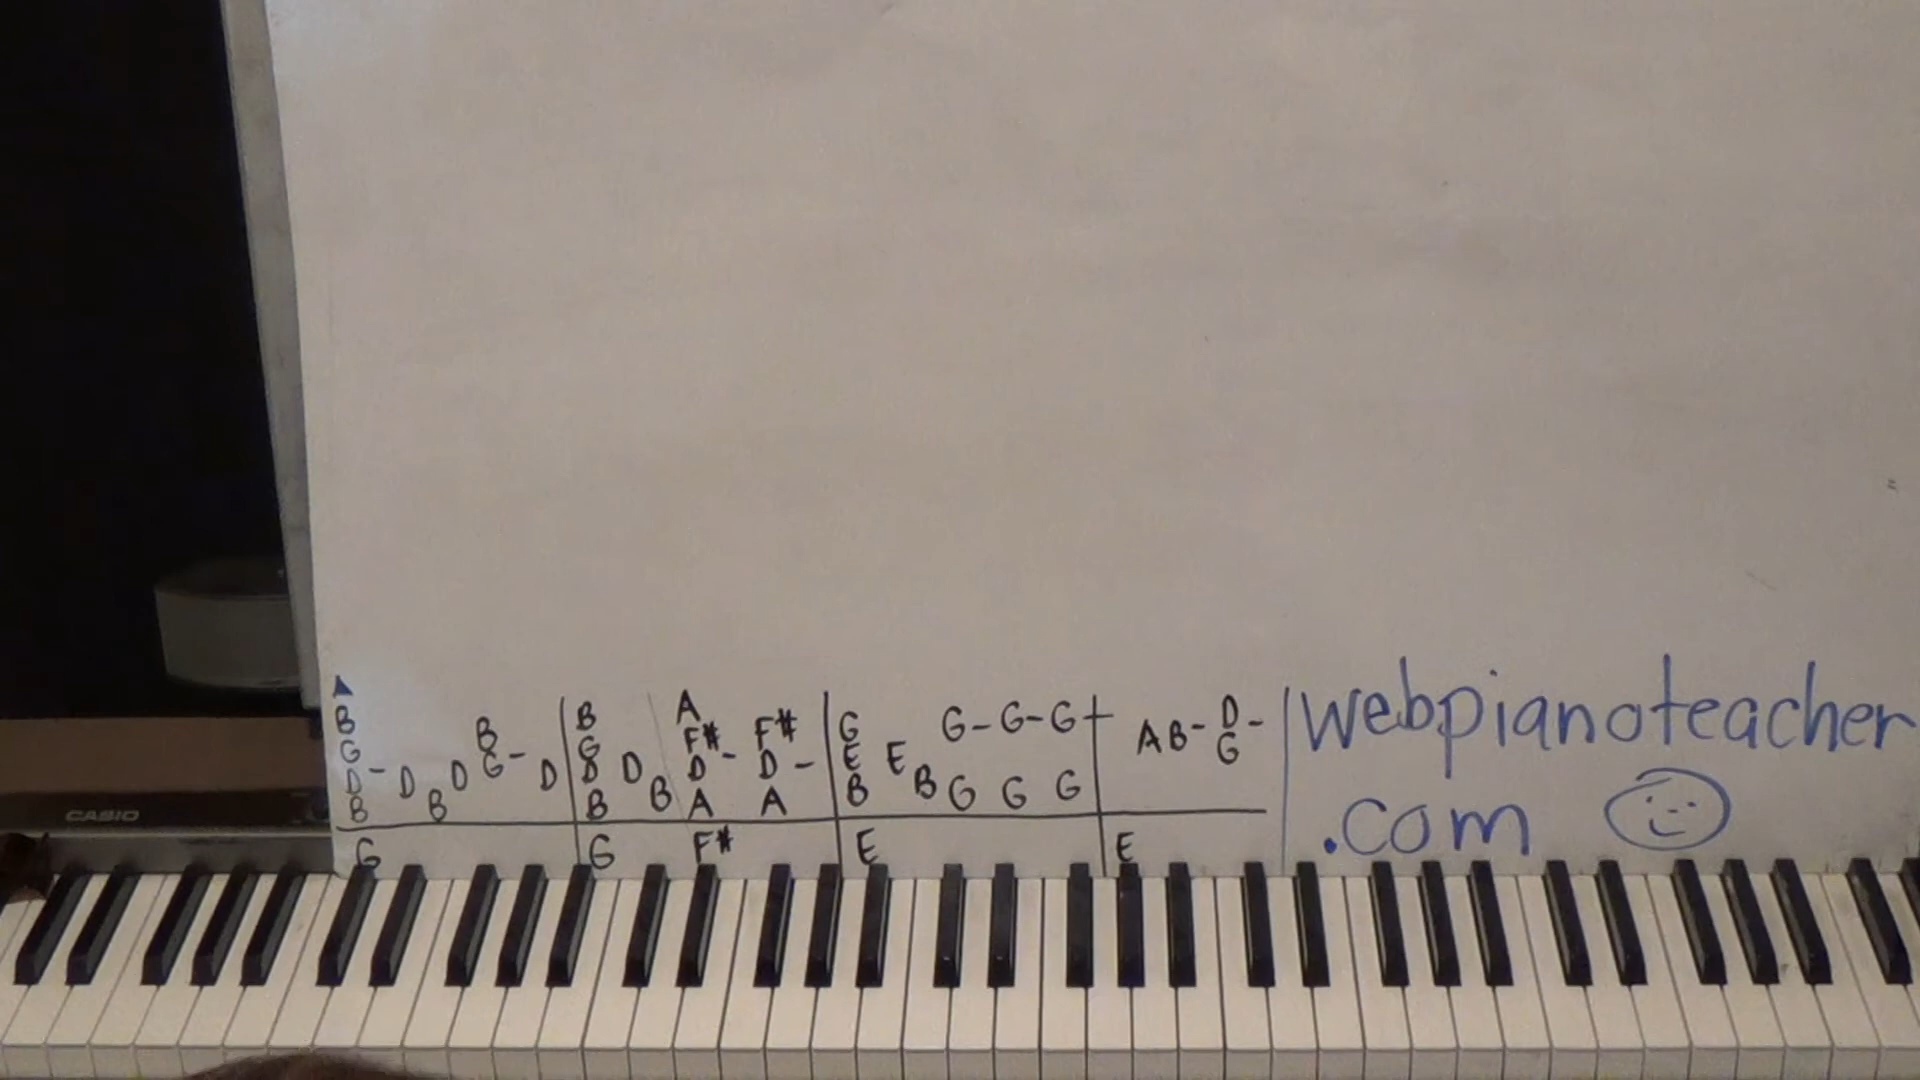 B
G - D B D B G - D | B G D B D B A F# D A - F# D A - | G E B E B G G - G G - G G | A B - D G - | webpianoteacher
.com
G | G F# | E | E
CASIO